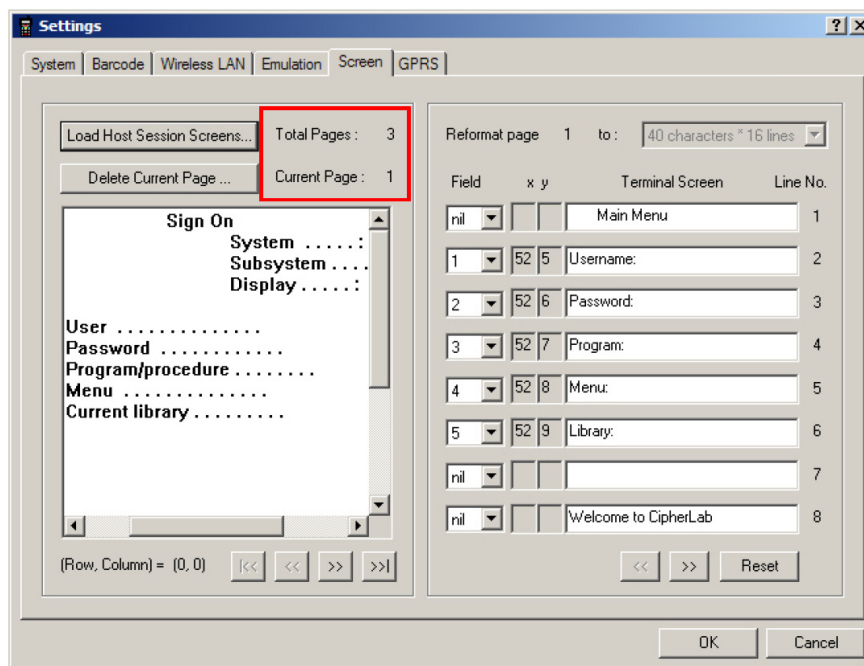 Settings
System Barcode Wireless LAN Emulation Screen GPRS
Load Host Session Screens... Total Pages : 3
Delete Current Page ... Current Page : 1
Sign On
System . . . . . :
Subsystem . . . .
Display . . . . . :
User . . . . . . . . . . . . . .
Password . . . . . . . . . . . .
Program/procedure . . . . . . . .
Menu . . . . . . . . . . . . . .
Current library . . . . . . . . .
(Row, Column) = (0, 0) |<< << >> >>|
Reformat page 1 to : 40 characters * 16 lines
Field x y Terminal Screen Line No.
nil Main Menu 1
1 52 5 Username: 2
2 52 6 Password: 3
3 52 7 Program: 4
4 52 8 Menu: 5
5 52 9 Library: 6
nil 7
nil Welcome to CipherLab 8
<< >> Reset
OK Cancel